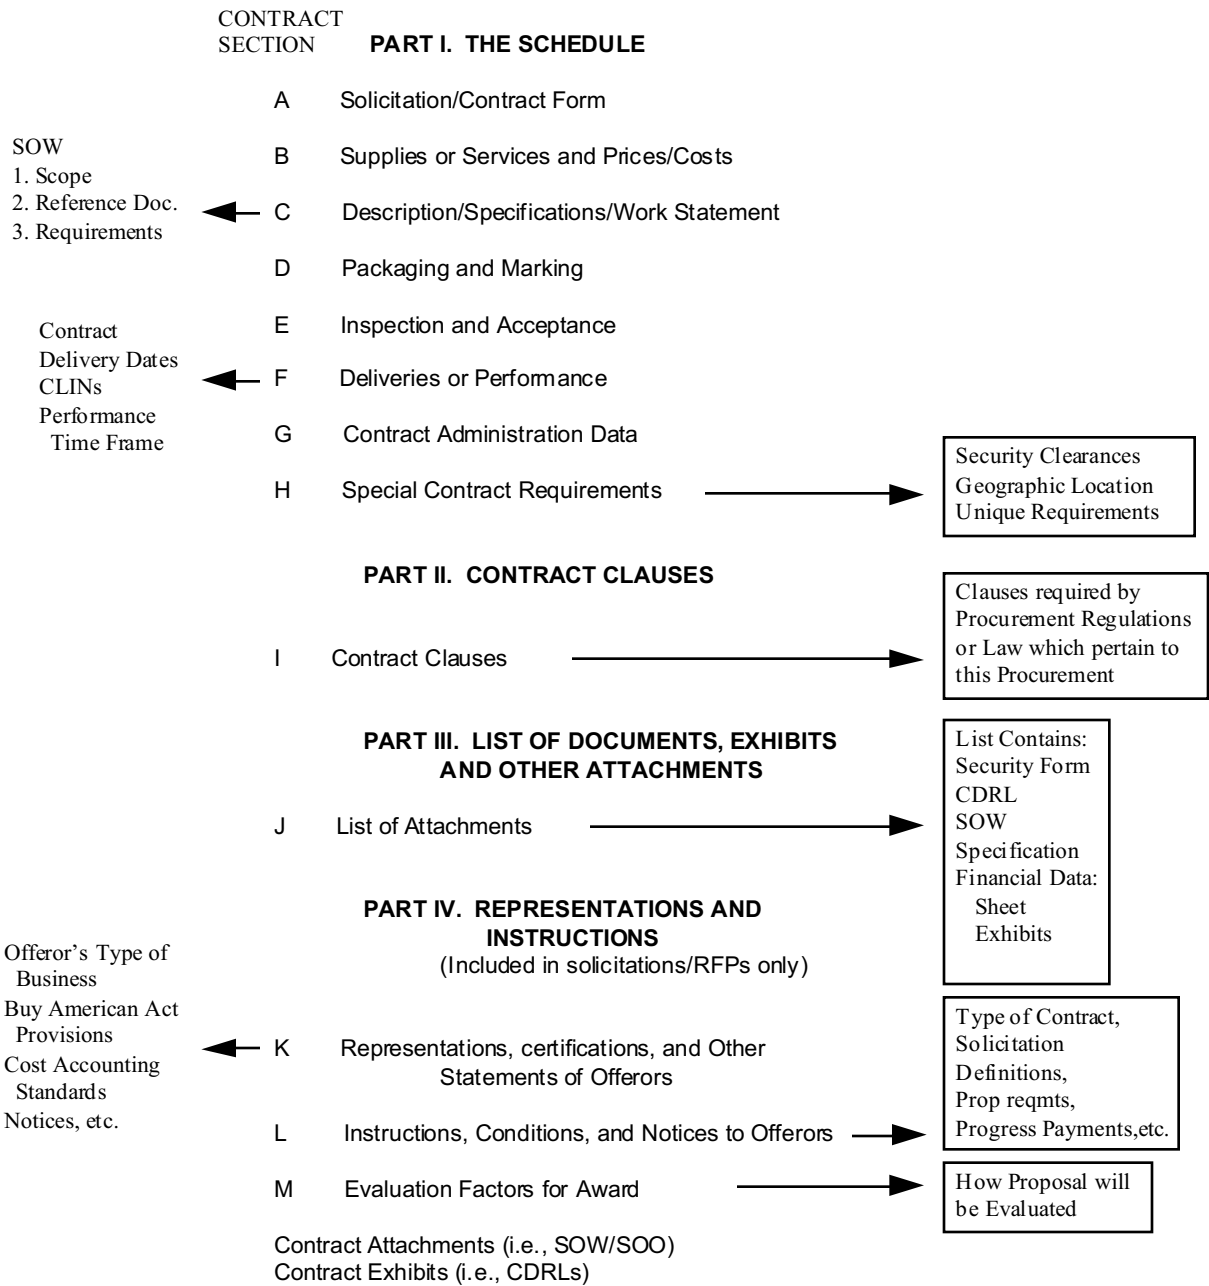 CONTRACT
SECTION PART I. THE SCHEDULE
A Solicitation/Contract Form
B Supplies or Services and Prices/Costs
SOW
1. Scope
2. Reference Doc.
3. Requirements
C Description/Specifications/Work Statement
D Packaging and Marking
E Inspection and Acceptance
Contract
Delivery Dates
CLINs
Performance
Time Frame
F Deliveries or Performance
G Contract Administration Data
H Special Contract Requirements
Security Clearances
Geographic Location
Unique Requirements
PART II. CONTRACT CLAUSES
I Contract Clauses
Clauses required by
Procurement Regulations
or Law which pertain to
this Procurement
PART III. LIST OF DOCUMENTS, EXHIBITS
AND OTHER ATTACHMENTS
J List of Attachments
List Contains:
Security Form
CDRL
SOW
Specification
Financial Data:
Sheet
Exhibits
PART IV. REPRESENTATIONS AND
INSTRUCTIONS
(Included in solicitations/RFPs only)
Offeror's Type of
Business
Buy American Act
Provisions
Cost Accounting
Standards
Notices, etc.
K Representations, certifications, and Other
Statements of Offerors
L Instructions, Conditions, and Notices to Offerors
Type of Contract,
Solicitation
Definitions,
Prop reqmts,
Progress Payments,etc.
M Evaluation Factors for Award
How Proposal will
be Evaluated
Contract Attachments (i.e., SOW/SOO)
Contract Exhibits (i.e., CDRLs)